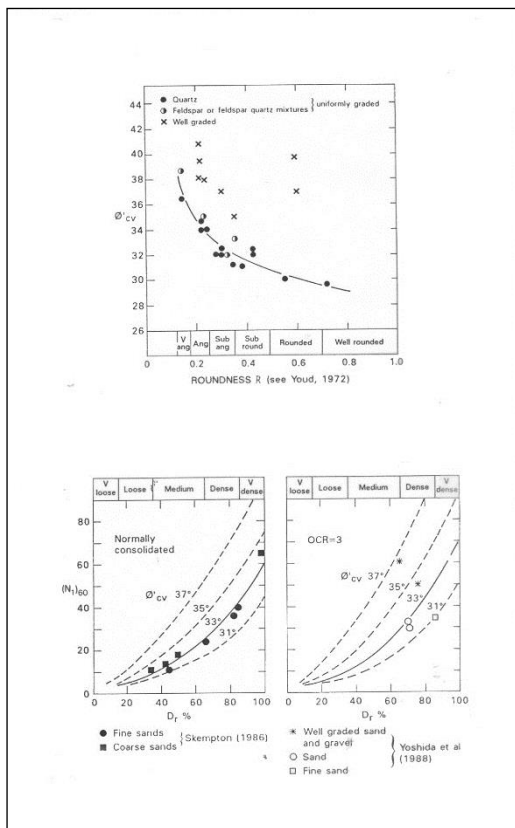 44
42
40
38
36
34
32
30
28
26
Ø'cv
● Quartz
◑ Feldspar or feldspar quartz mixtures } uniformly graded
× Well graded
V ang
Ang
Sub ang
Sub round
Rounded
Well rounded
0 0.2 0.4 0.6 0.8 1.0
ROUNDNESS R (see Youd, 1972)
V loose
Loose
Medium
Dense
V dense
80
60
40
20
0
(N1)60
Normally
consolidated
Ø'cv 37°
35°
33°
31°
0 20 40 60 80 100
Dr %
● Fine sands
■ Coarse sands } Skempton (1986)
V loose
Loose
Medium
Dense
V dense
OCR=3
Ø'cv 37°
35°
33°
31°
0 20 40 60 80 100
Dr %
Well graded sand
and gravel
○ Sand
□ Fine sand
Yoshida et al
(1988)